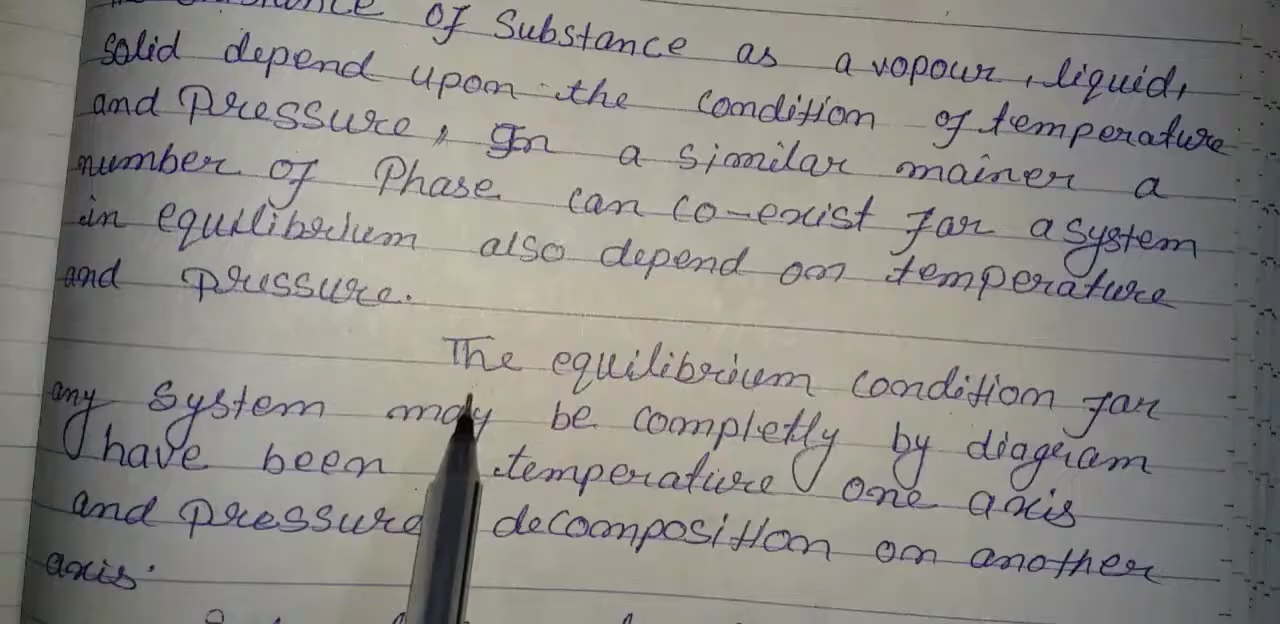 of Substance as a vopour, liquid,
solid depend upon the condition of temperature
and Pressure, In a similar mainer a
number of Phase can co-exist for a system
in equilibrium also depend on temperature
and pressure.
The equilibrium condition for
any system may be completly by diagram
have been temperature one axis
and pressure decomposition on another
axis.